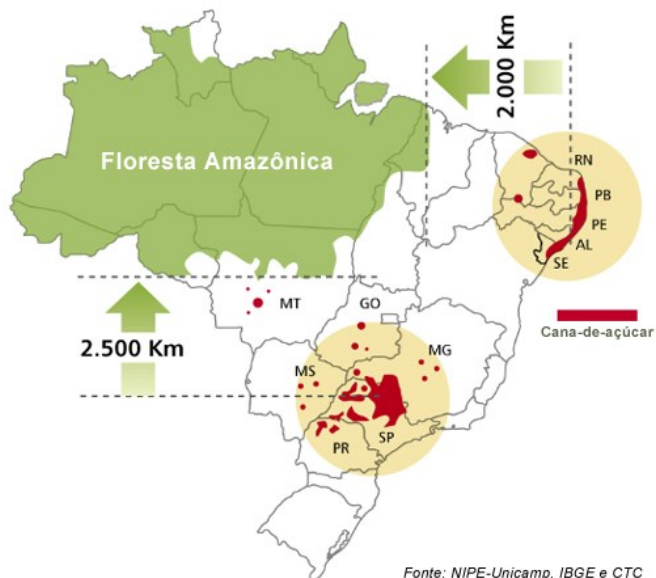 2.000 Km
Floresta Amazônica
RN
PB
PE
AL
SE
MT
GO
Cana-de-açúcar
2.500 Km
MS
MG
PR
SP
Fonte: NIPE-Unicamp, IBGE e CTC